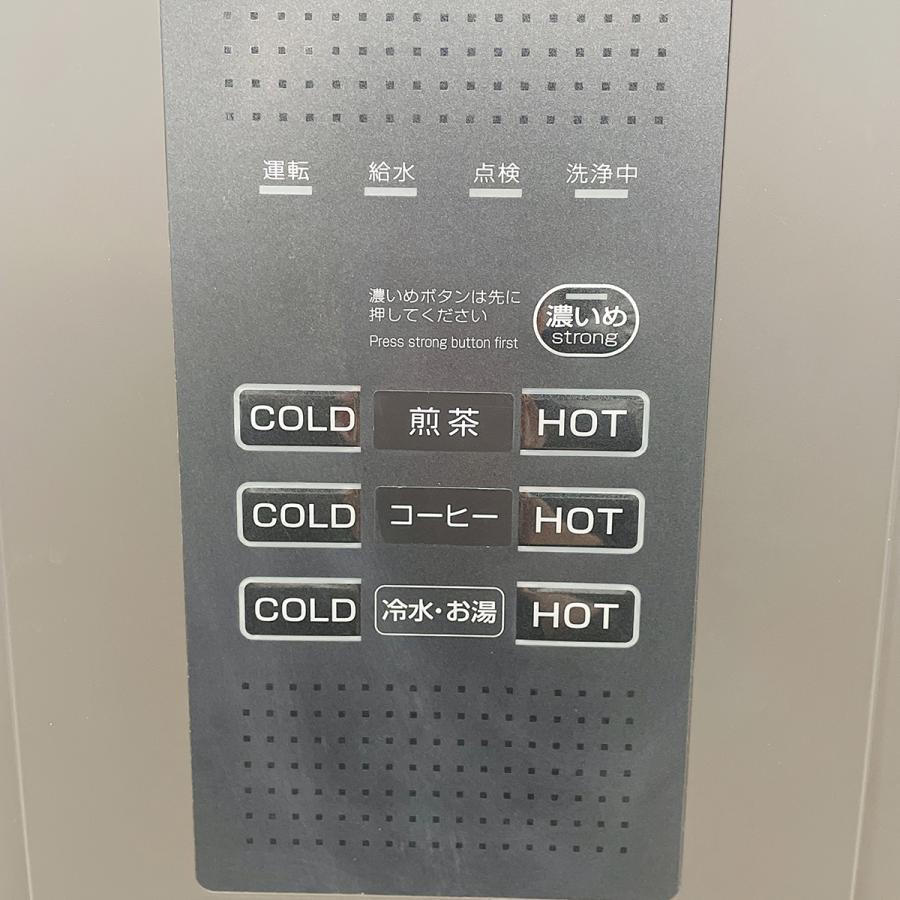 運転 給水 点検 洗浄中
濃いめボタンは先に
押してください
Press strong button first
濃いめ
strong
COLD 煎茶 HOT
COLD コーヒー HOT
COLD 冷水・お湯 HOT